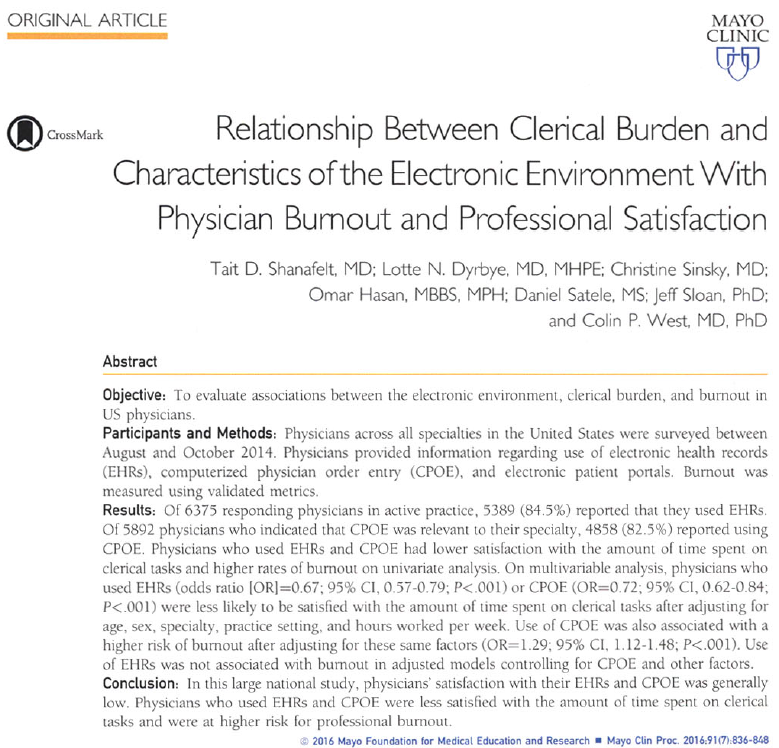 ORIGINAL ARTICLE
MAYO
CLINIC
CrossMark
Relationship Between Clerical Burden and
Characteristics of the Electronic Environment With
Physician Burnout and Professional Satisfaction
Tait D. Shanafelt, MD; Lotte N. Dyrbye, MD, MHPE; Christine Sinsky, MD;
Omar Hasan, MBBS, MPH; Daniel Satele, MS; Jeff Sloan, PhD;
and Colin P. West, MD, PhD
Abstract
Objective: To evaluate associations between the electronic environment, clerical burden, and burnout in
US physicians.
Participants and Methods: Physicians across all specialties in the United States were surveyed between
August and October 2014. Physicians provided information regarding use of electronic health records
(EHRs), computerized physician order entry (CPOE), and electronic patient portals. Burnout was
measured using validated metrics.
Results: Of 6375 responding physicians in active practice, 5389 (84.5%) reported that they used EHRs.
Of 5892 physicians who indicated that CPOE was relevant to their specialty, 4858 (82.5%) reported using
CPOE. Physicians who used EHRs and CPOE had lower satisfaction with the amount of time spent on
clerical tasks and higher rates of burnout on univariate analysis. On multivariable analysis, physicians who
used EHRs (odds ratio [OR]=0.67; 95% CI, 0.57-0.79; P<.001) or CPOE (OR=0.72; 95% CI, 0.62-0.84;
P<.001) were less likely to be satisfied with the amount of time spent on clerical tasks after adjusting for
age, sex, specialty, practice setting, and hours worked per week. Use of CPOE was also associated with a
higher risk of burnout after adjusting for these same factors (OR=1.29; 95% CI, 1.12-1.48; P<.001). Use
of EHRs was not associated with burnout in adjusted models controlling for CPOE and other factors.
Conclusion: In this large national study, physicians' satisfaction with their EHRs and CPOE was generally
low. Physicians who used EHRs and CPOE were less satisfied with the amount of time spent on clerical
tasks and were at higher risk for professional burnout.
© 2016 Mayo Foundation for Medical Education and Research ■ Mayo Clin Proc. 2016;91(7):836-848